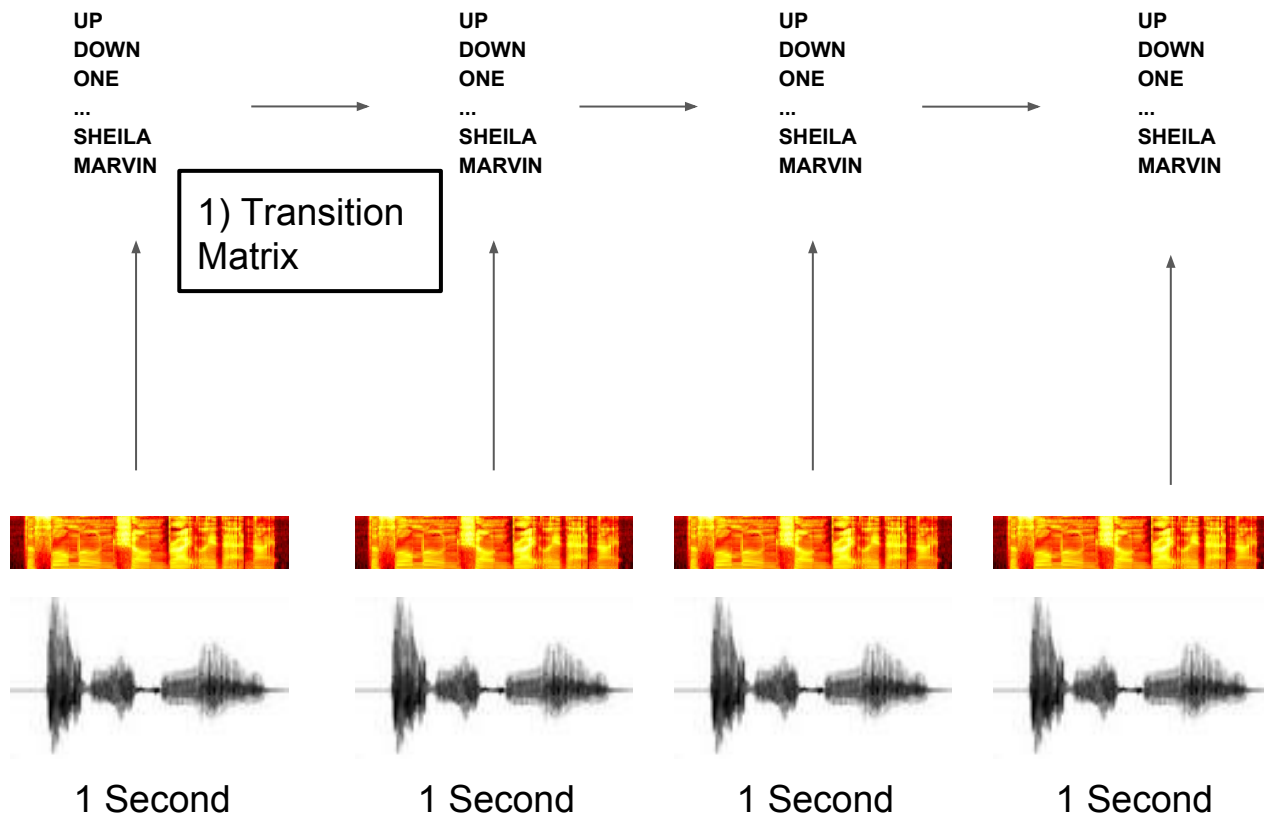 UP
DOWN
ONE
...
SHEILA
MARVIN
UP
DOWN
ONE
...
SHEILA
MARVIN
UP
DOWN
ONE
...
SHEILA
MARVIN
UP
DOWN
ONE
...
SHEILA
MARVIN
1) Transition
Matrix
1 Second
1 Second
1 Second
1 Second